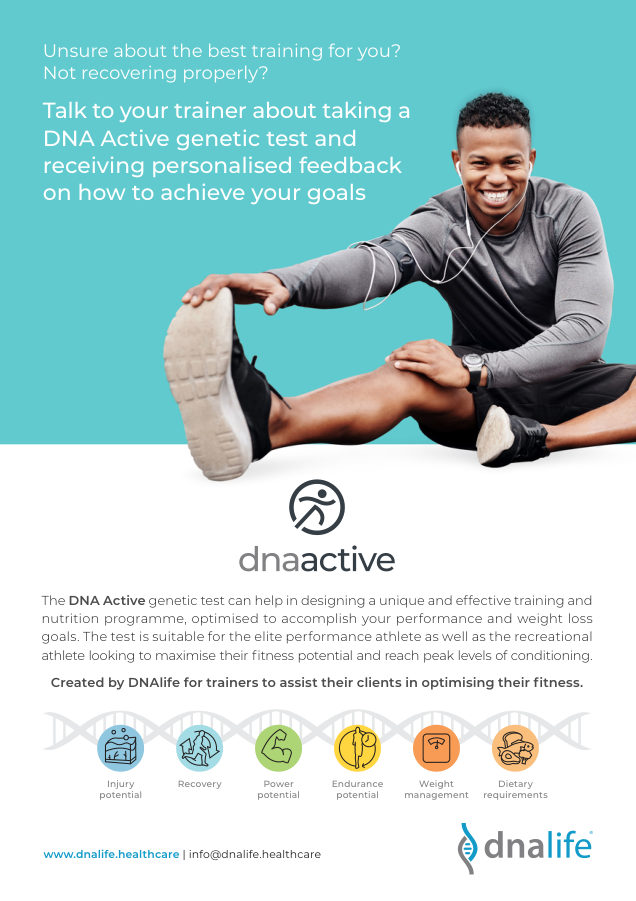 Unsure about the best training for you?
Not recovering properly?
Talk to your trainer about taking a
DNA Active genetic test and
receiving personalised feedback
on how to achieve your goals
dnaactive
The DNA Active genetic test can help in designing a unique and effective training and
nutrition programme, optimised to accomplish your performance and weight loss
goals. The test is suitable for the elite performance athlete as well as the recreational
athlete looking to maximise their fitness potential and reach peak levels of conditioning.
Created by DNAlife for trainers to assist their clients in optimising their fitness.
Injury
potential
Recovery
Power
potential
Endurance
potential
Weight
management
Dietary
requirements
www.dnalife.healthcare | info@dnalife.healthcare
dnalife®